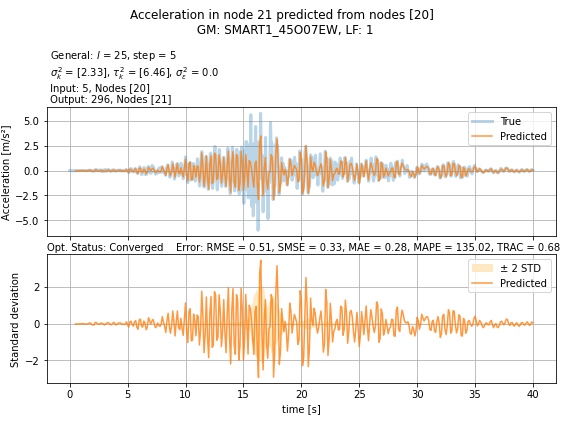 Acceleration in node 21 predicted from nodes [20]
GM: SMART1_45O07EW, LF: 1
General: l = 25, step = 5
σ²ₖ = [2.33], τ²ₖ = [6.46], σ²ε = 0.0
Input: 5, Nodes [20]
Output: 296, Nodes [21]
Acceleration [m/s²]
5.0
2.5
0.0
−2.5
−5.0
True
Predicted
Opt. Status: Converged Error: RMSE = 0.51, SMSE = 0.33, MAE = 0.28, MAPE = 135.02, TRAC = 0.68
Standard deviation
2
0
−2
± 2 STD
Predicted
0 5 10 15 20 25 30 35 40
time [s]